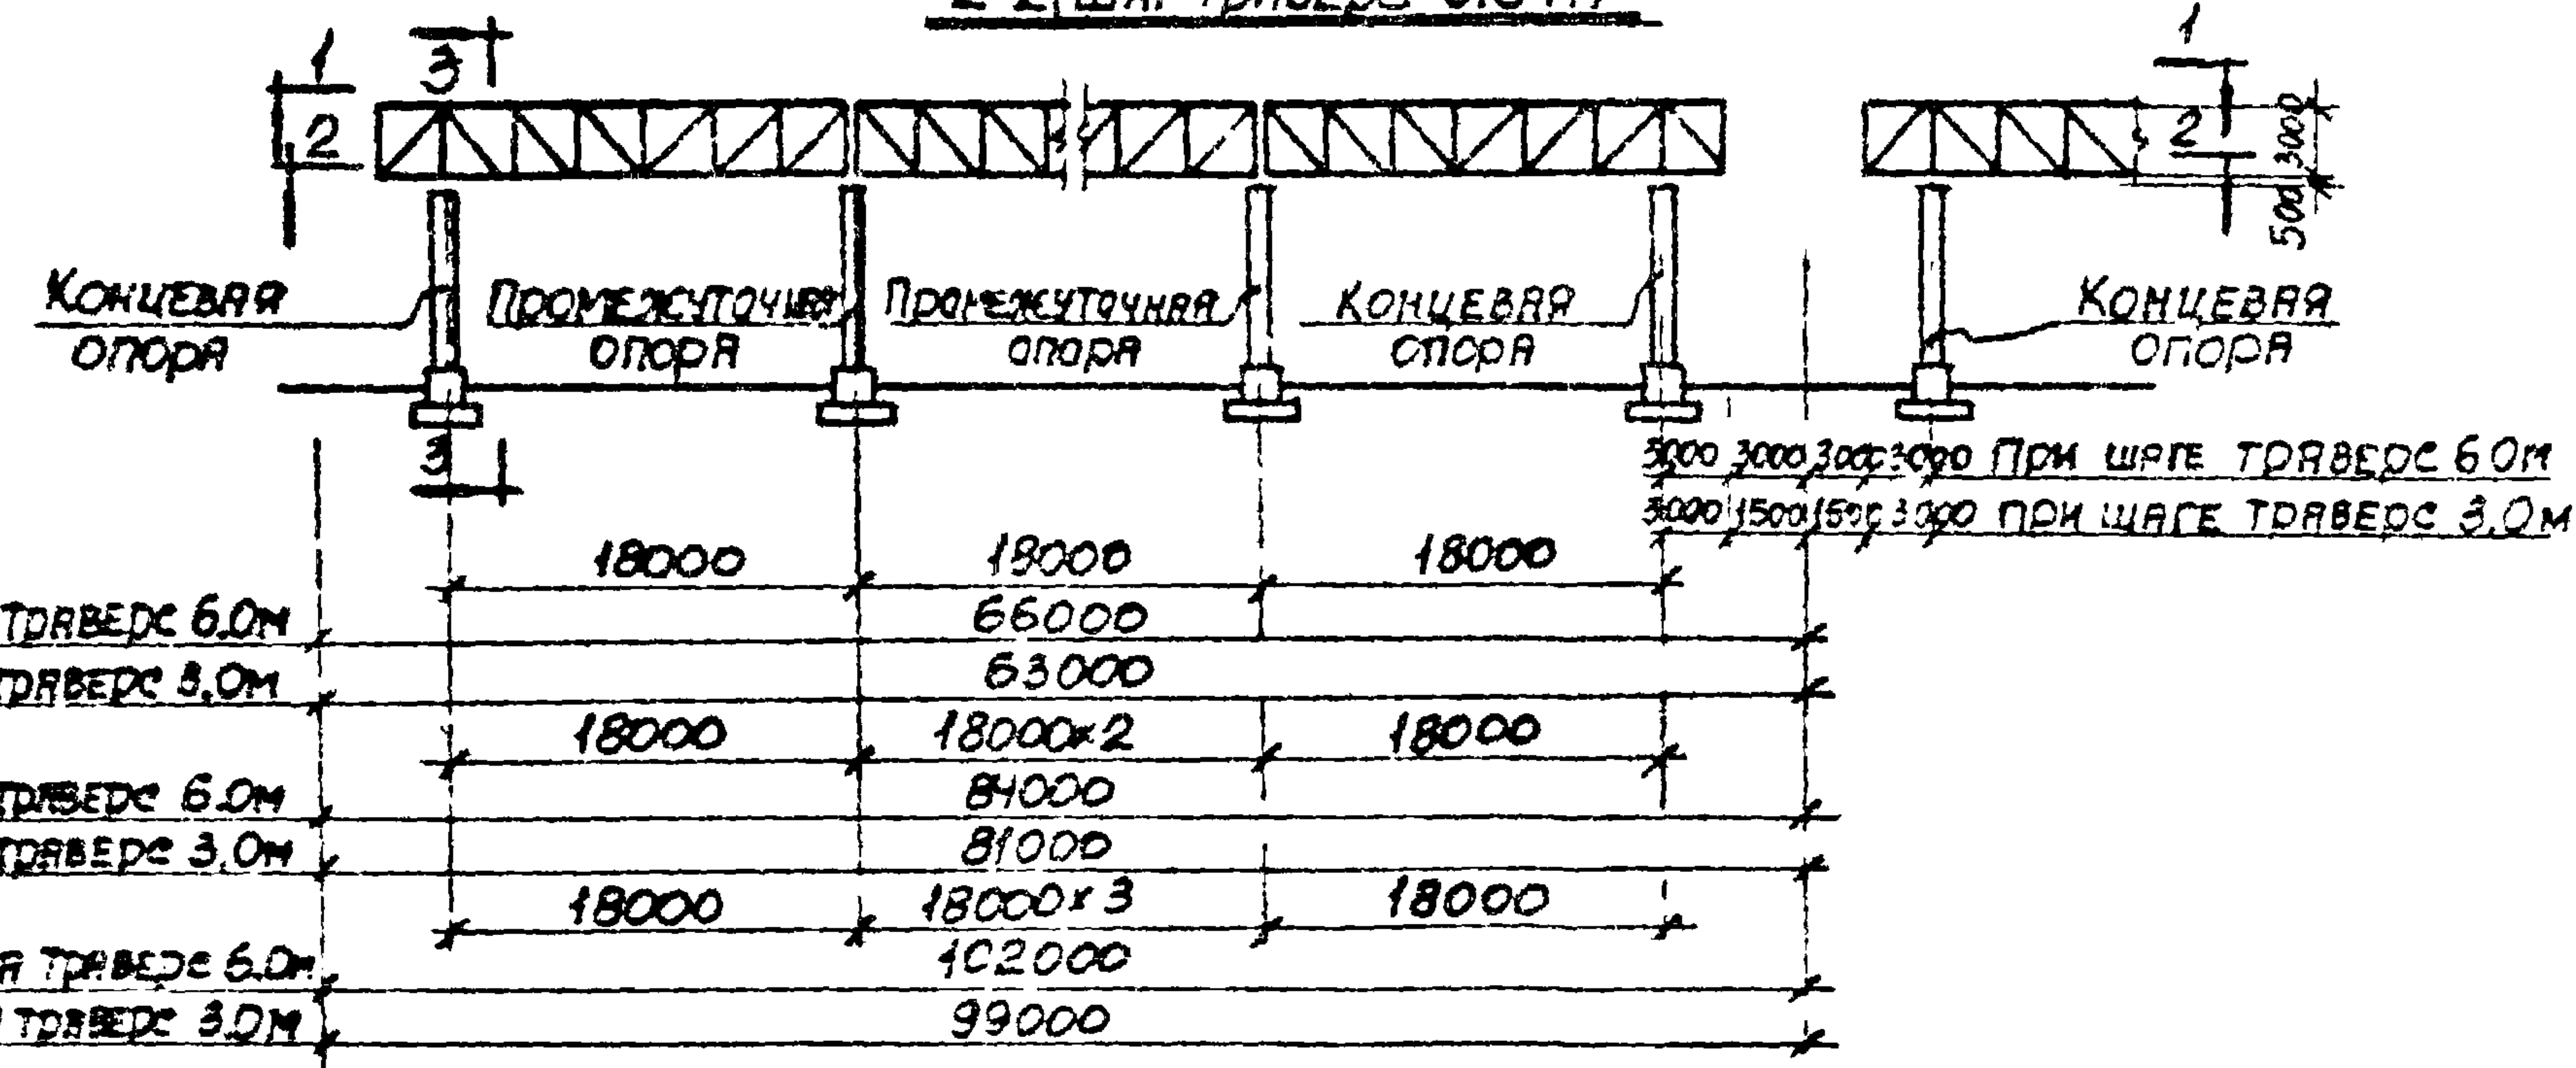 1
3
1
2
2
3000
500
Концевая
опора
Промежуточная
опора
Промежуточная
опора
Концевая
опора
Концевая
опора
3
3000 3000 3000 3000 При шаге траверс 6.0м
3000 1500 1500 3000 При шаге траверс 3.0м
18000 18000 18000
траверс 6.0м 66000
траверс 3.0м 63000
18000 18000×2 18000
траверс 6.0м 84000
траверс 3.0м 81000
18000 18000×3 18000
траверс 6.0м 102000
траверс 3.0м 99000